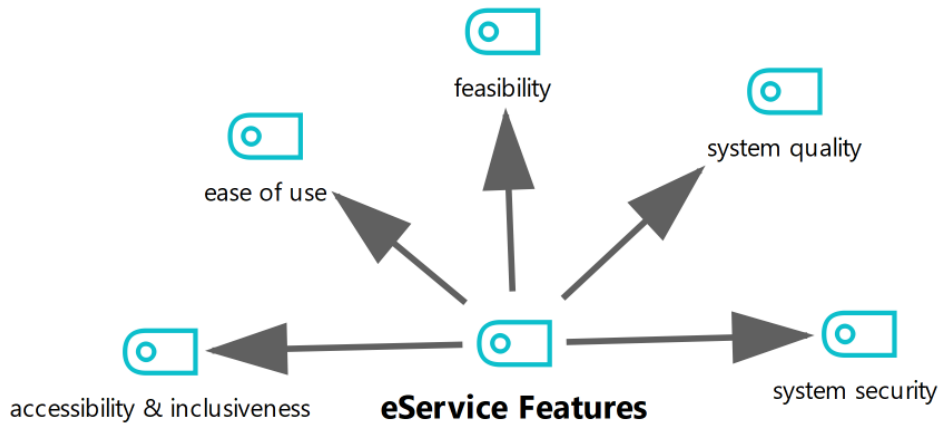 feasibility
system quality
ease of use
system security
accessibility & inclusiveness
eService Features